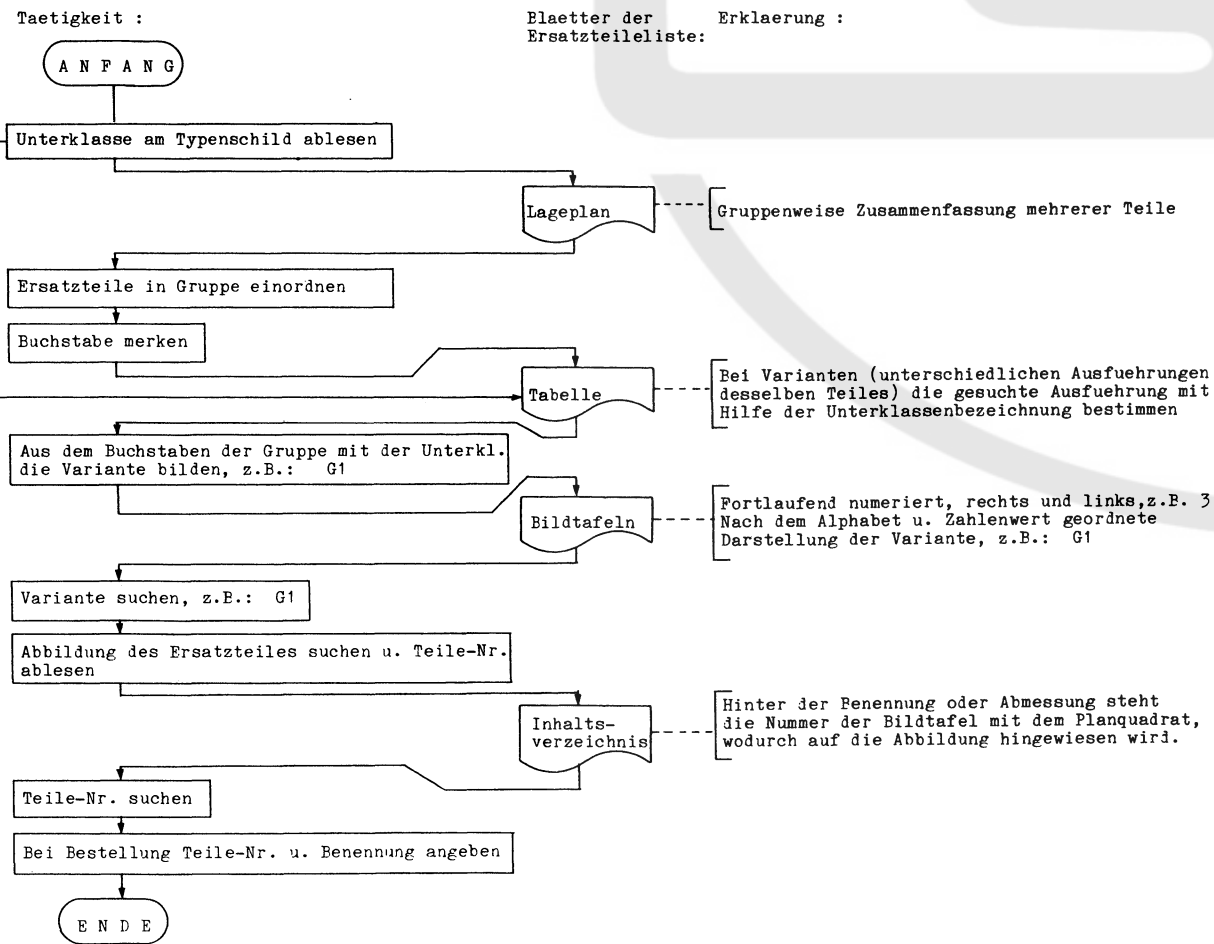 Taetigkeit :
Blaetter der
Ersatzteileliste:
Erklaerung :
A N F A N G
Unterklasse am Typenschild ablesen
Lageplan
Gruppenweise Zusammenfassung mehrerer Teile
Ersatzteile in Gruppe einordnen
Buchstabe merken
Tabelle
Bei Varianten (unterschiedlichen Ausfuehrungen
desselben Teiles) die gesuchte Ausfuehrung mit
Hilfe der Unterklassenbezeichnung bestimmen
Aus dem Buchstaben der Gruppe mit der Unterkl.
die Variante bilden, z.B.: G1
Bildtafeln
Fortlaufend numeriert, rechts und links,z.B. 3
Nach dem Alphabet u. Zahlenwert geordnete
Darstellung der Variante, z.B.: G1
Variante suchen, z.B.: G1
Abbildung des Ersatzteiles suchen u. Teile-Nr.
ablesen
Inhalts-
verzeichnis
Hinter der Benennung oder Abmessung steht
die Nummer der Bildtafel mit dem Planquadrat,
wodurch auf die Abbildung hingewiesen wird.
Teile-Nr. suchen
Bei Bestellung Teile-Nr. u. Benennung angeben
E N D E